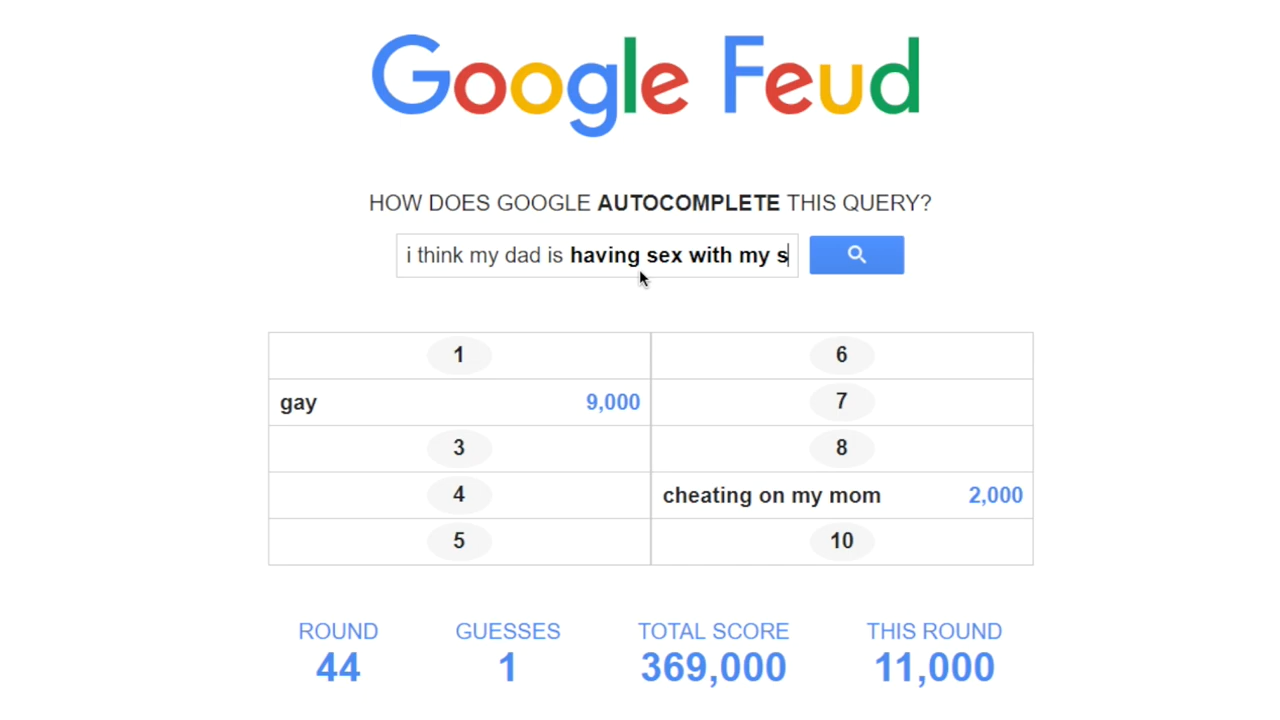 Google Feud
HOW DOES GOOGLE AUTOCOMPLETE THIS QUERY?
i think my dad is having sex with my s
1
6
gay 9,000
7
3
8
4
cheating on my mom 2,000
5
10
ROUND GUESSES TOTAL SCORE THIS ROUND
44 1 369,000 11,000